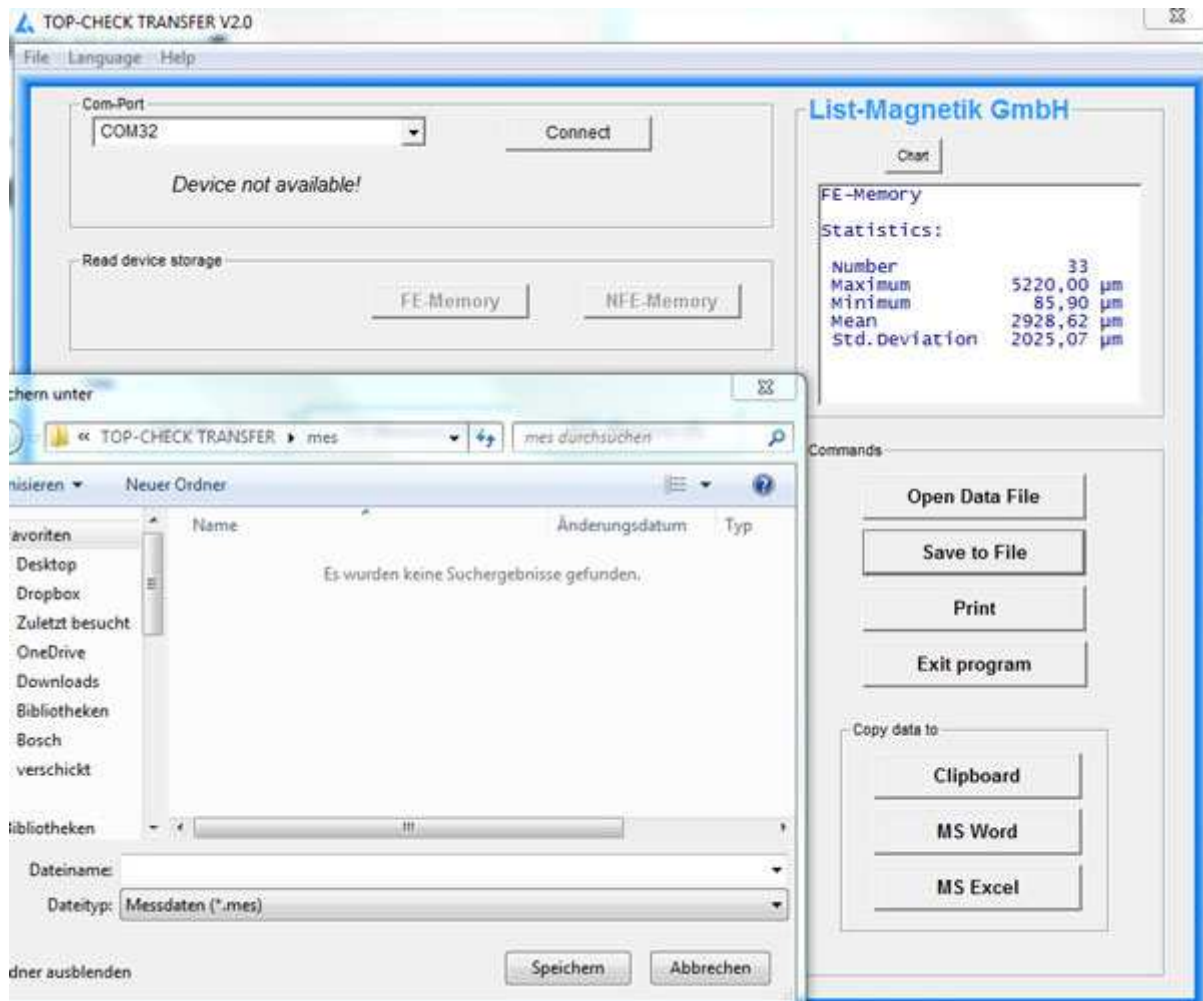 TOP-CHECK TRANSFER V2.0
File Language Help
Com-Port
COM32
Connect
Device not available!
Read device storage
FE-Memory
NFE-Memory
List-Magnetik GmbH
Chart
FE-Memory
Statistics:
Number 33
Maximum 5220,00 µm
Minimum 85,90 µm
Mean 2928,62 µm
Std.Deviation 2025,07 µm
chern unter
« TOP-CHECK TRANSFER ▸ mes
mes durchsuchen
nisieren
Neuer Ordner
avoriten
Desktop
Dropbox
Zuletzt besucht
OneDrive
Downloads
Bibliotheken
Bosch
verschickt
ibliotheken
Name Änderungsdatum Typ
Es wurden keine Suchergebnisse gefunden.
Dateiname:
Dateityp: Messdaten (*.mes)
dner ausblenden
Speichern
Abbrechen
Commands
Open Data File
Save to File
Print
Exit program
Copy data to
Clipboard
MS Word
MS Excel